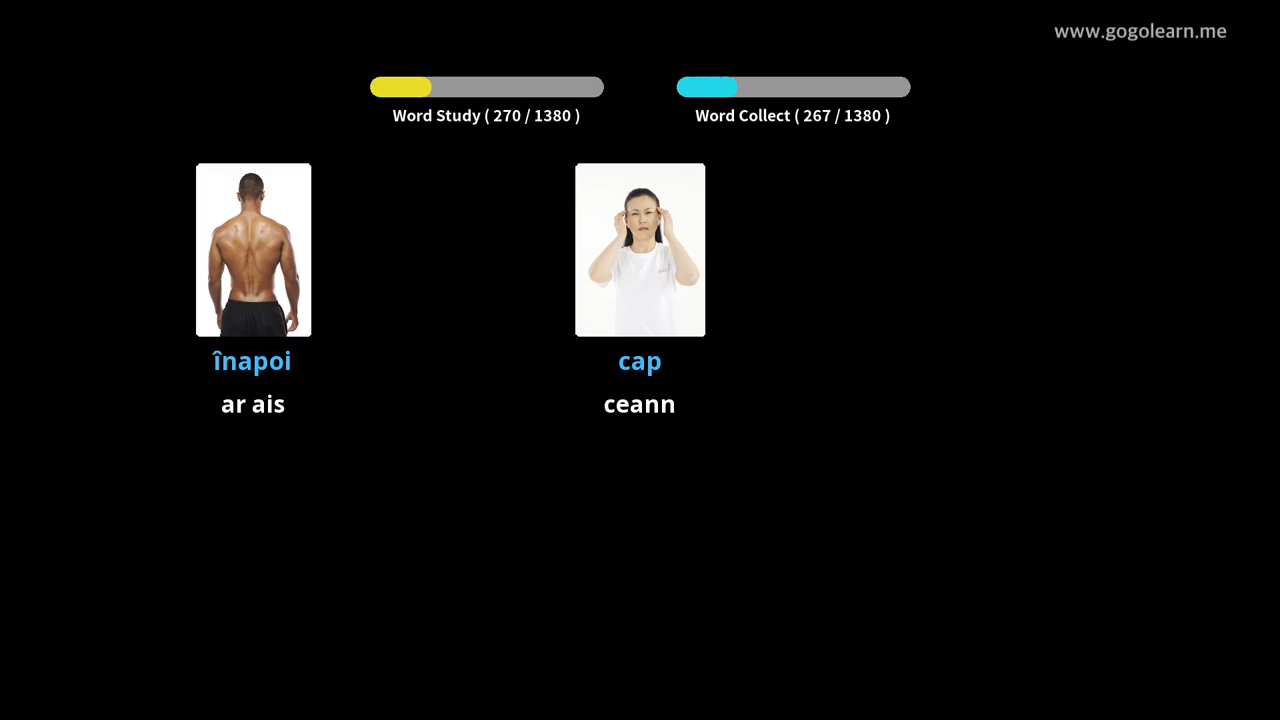 www.gogolearn.me
Word Study ( 270 / 1380 )
Word Collect ( 267 / 1380 )
înapoi
ar ais
cap
ceann